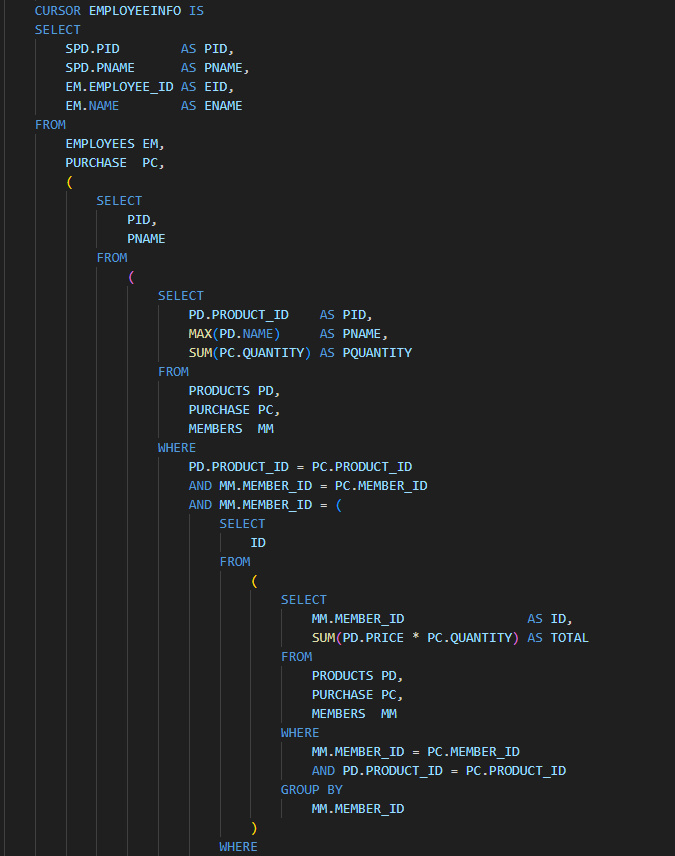 CURSOR EMPLOYEEINFO IS
SELECT
SPD.PID AS PID,
SPD.PNAME AS PNAME,
EM.EMPLOYEE_ID AS EID,
EM.NAME AS ENAME
FROM
EMPLOYEES EM,
PURCHASE PC,
(
SELECT
PID,
PNAME
FROM
(
SELECT
PD.PRODUCT_ID AS PID,
MAX(PD.NAME) AS PNAME,
SUM(PC.QUANTITY) AS PQUANTITY
FROM
PRODUCTS PD,
PURCHASE PC,
MEMBERS MM
WHERE
PD.PRODUCT_ID = PC.PRODUCT_ID
AND MM.MEMBER_ID = PC.MEMBER_ID
AND MM.MEMBER_ID = (
SELECT
ID
FROM
(
SELECT
MM.MEMBER_ID AS ID,
SUM(PD.PRICE * PC.QUANTITY) AS TOTAL
FROM
PRODUCTS PD,
PURCHASE PC,
MEMBERS MM
WHERE
MM.MEMBER_ID = PC.MEMBER_ID
AND PD.PRODUCT_ID = PC.PRODUCT_ID
GROUP BY
MM.MEMBER_ID
)
WHERE